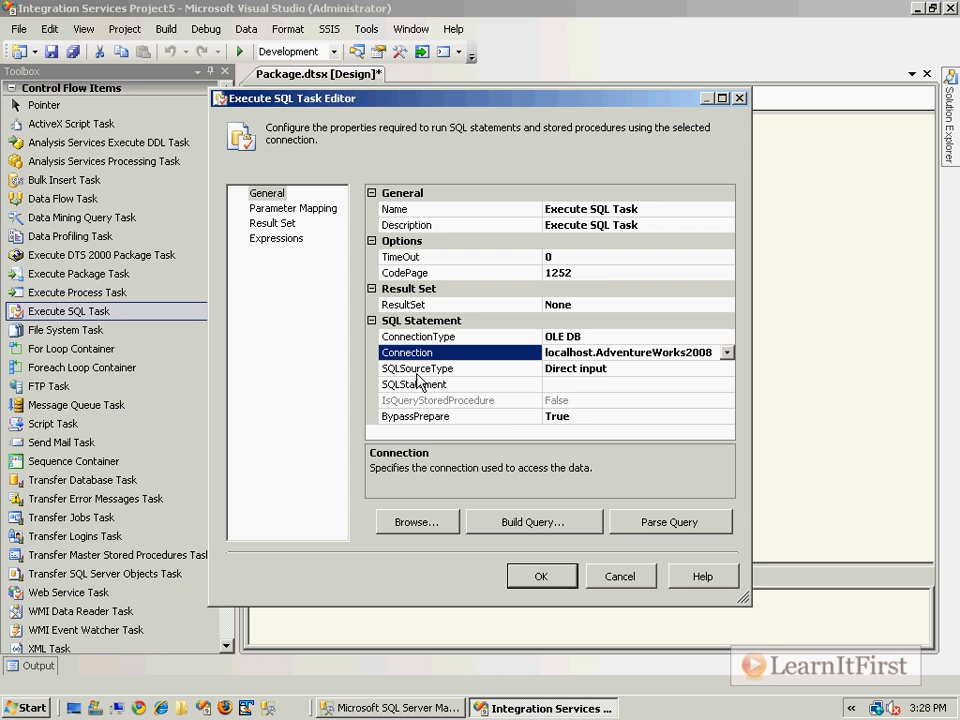 Integration Services Project5 - Microsoft Visual Studio (Administrator)
File Edit View Project Build Debug Data Format SSIS Tools Window Help
Development
Toolbox
Package.dtsx [Design]*
Solution Explorer
Control Flow Items
Pointer
ActiveX Script Task
Analysis Services Execute DDL Task
Analysis Services Processing Task
Bulk Insert Task
Data Flow Task
Data Mining Query Task
Data Profiling Task
Execute DTS 2000 Package Task
Execute Package Task
Execute Process Task
Execute SQL Task
File System Task
For Loop Container
Foreach Loop Container
FTP Task
Message Queue Task
Script Task
Send Mail Task
Sequence Container
Transfer Database Task
Transfer Error Messages Task
Transfer Jobs Task
Transfer Logins Task
Transfer Master Stored Procedures Tas
Transfer SQL Server Objects Task
Web Service Task
WMI Data Reader Task
WMI Event Watcher Task
XML Task
Output
Execute SQL Task Editor
Configure the properties required to run SQL statements and stored procedures using the selected
connection.
General
Parameter Mapping
Result Set
Expressions
General
Name Execute SQL Task
Description Execute SQL Task
Options
TimeOut 0
CodePage 1252
Result Set
ResultSet None
SQL Statement
ConnectionType OLE DB
Connection localhost.AdventureWorks2008
SQLSourceType Direct input
SQLStatement
IsQueryStoredProcedure False
BypassPrepare True
Connection
Specifies the connection used to access the data.
Browse... Build Query... Parse Query
OK Cancel Help
LearnItFirst
Start
Microsoft SQL Server Ma...
Integration Services ...
3:28 PM